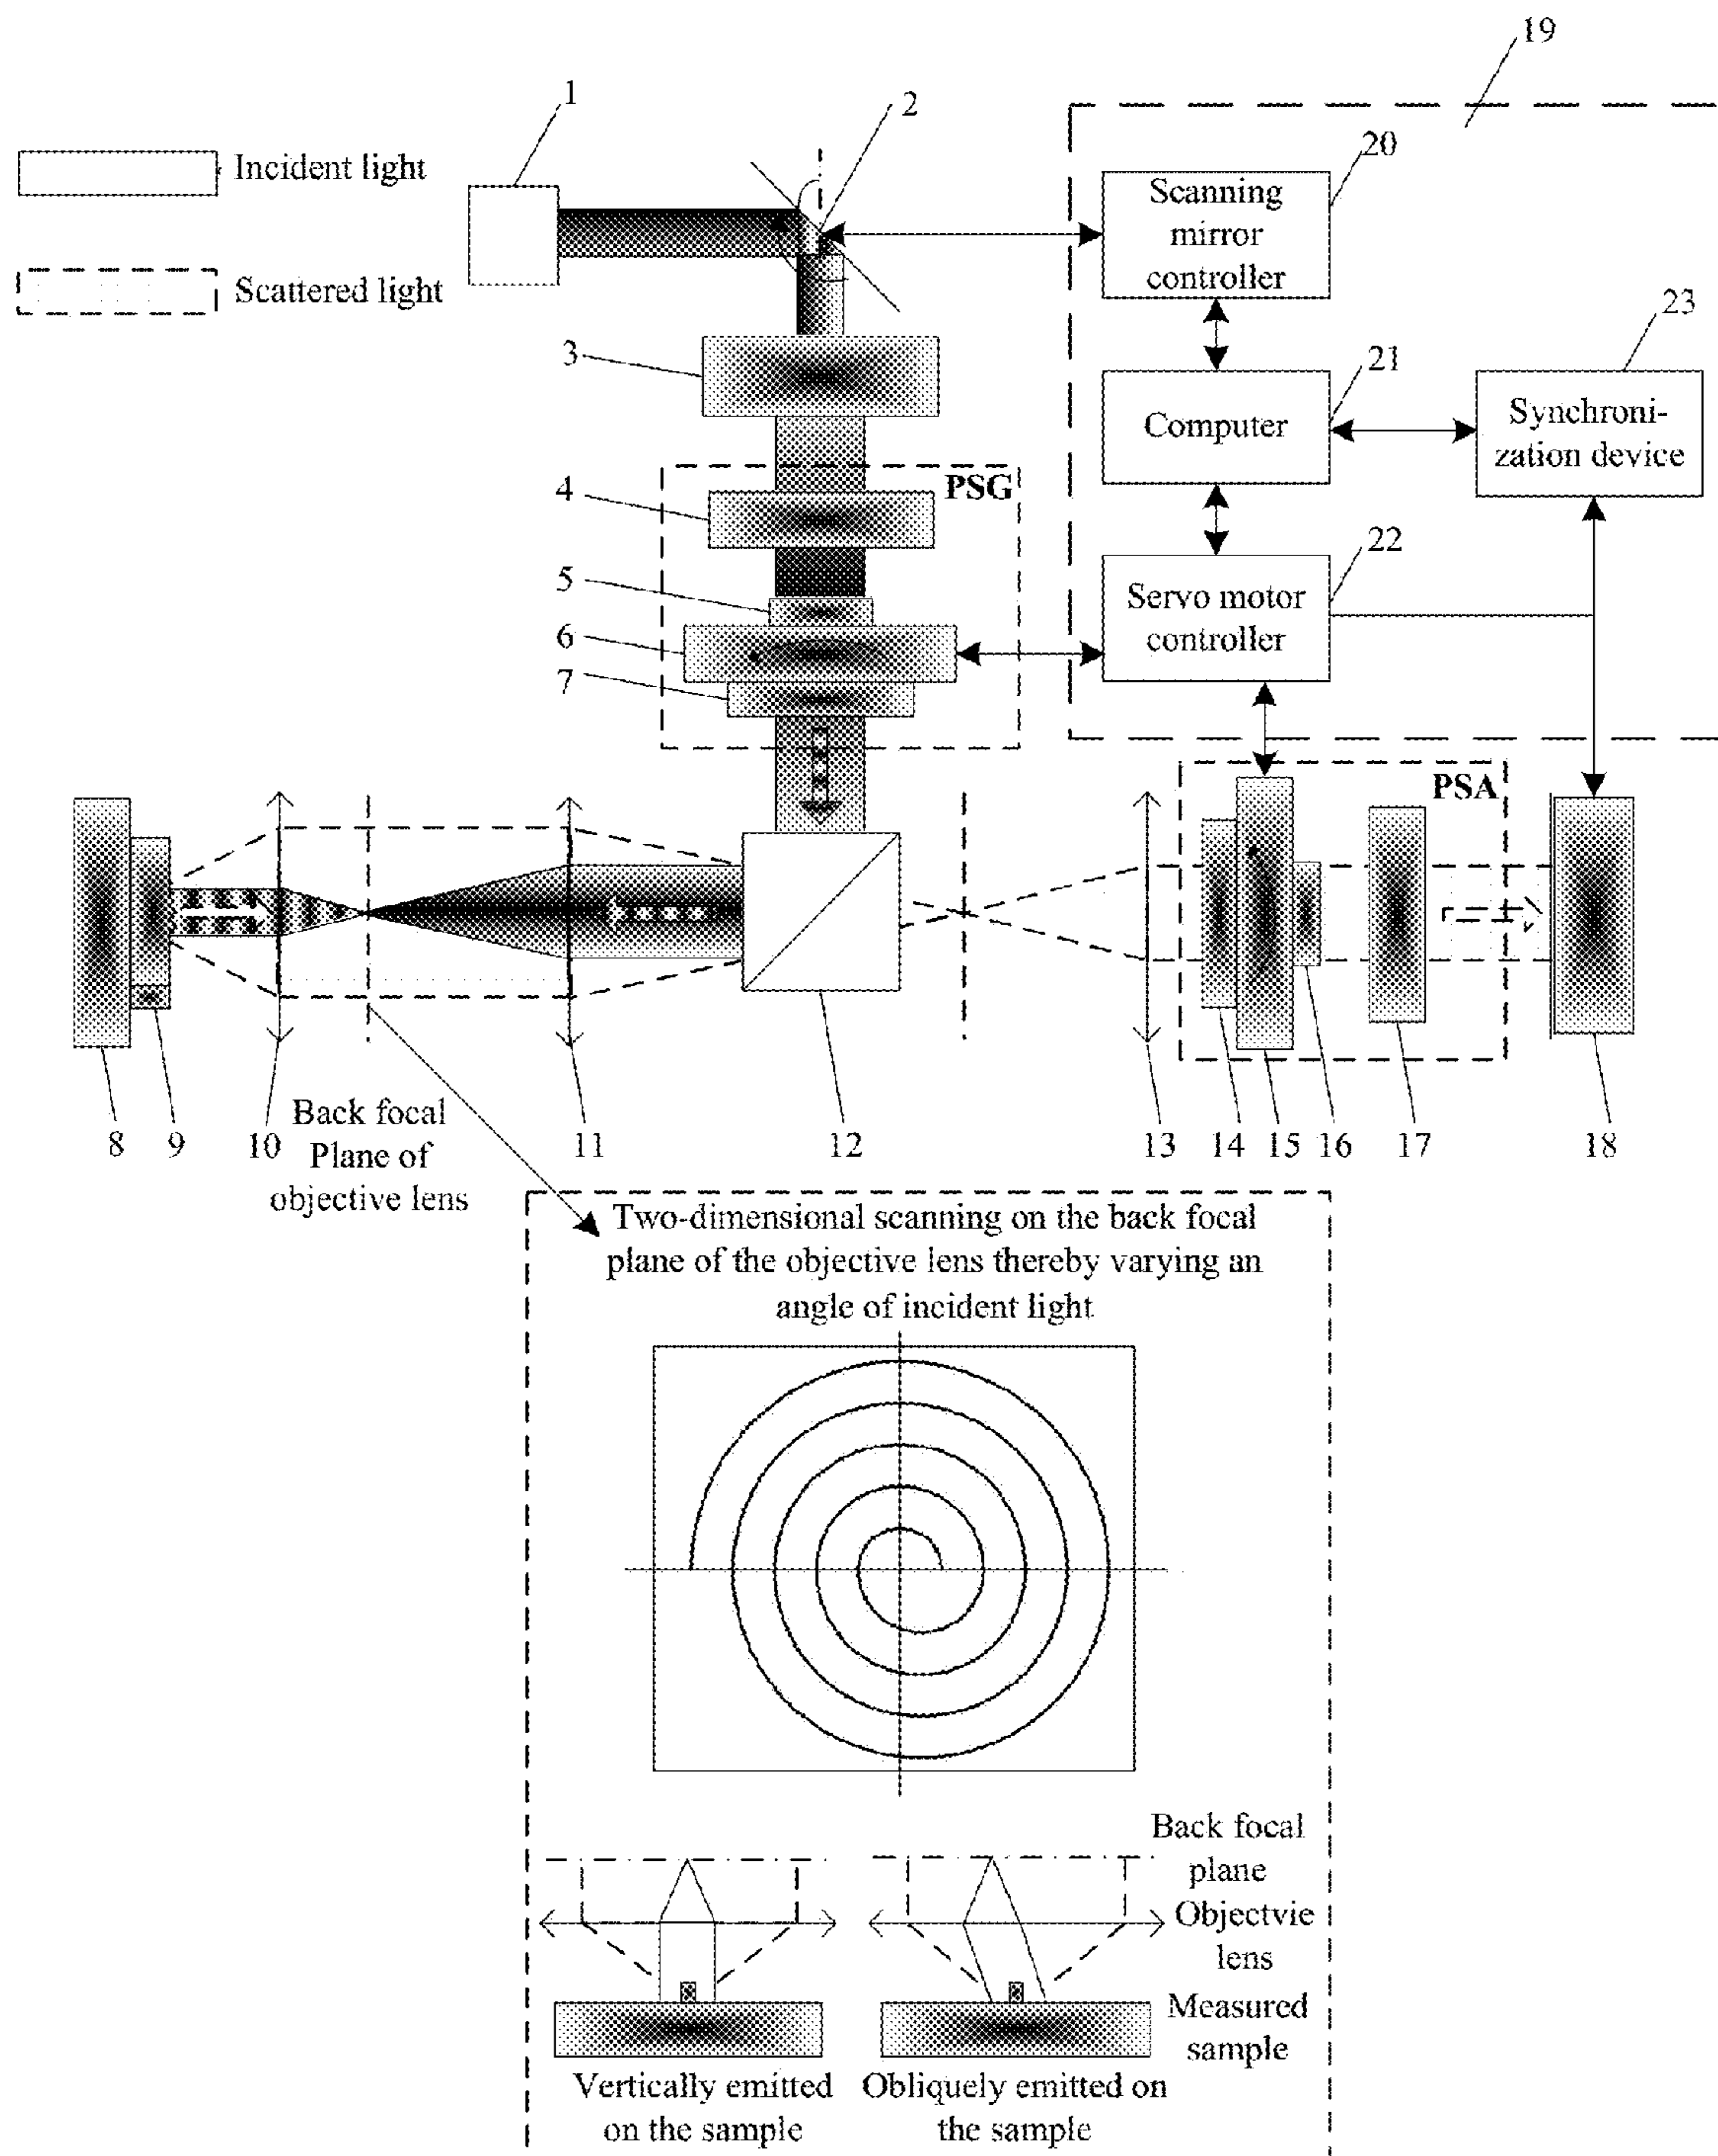 19
1
2
20
Incident light
Scanning
mirror
controller
Scattered light
23
3
21
Computer
Synchroni-
zation device
4
PSG
22
5
Servo motor
controller
6
7
PSA
8
9
10
Back focal
Plane of
objective lens
11
12
13
14
15
16
17
18
Two-dimensional scanning on the back focal
plane of the objective lens thereby varying an
angle of incident light
Back focal
plane
Objectvie
lens
Measured
sample
Vertically emitted
on the sample
Obliquely emitted on
the sample